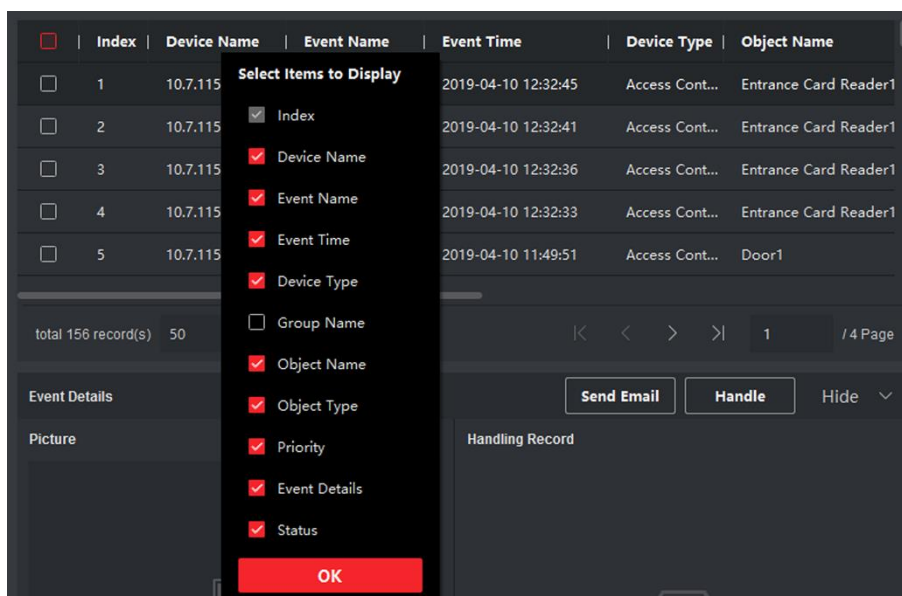 Index | Device Name | Event Name | Event Time | Device Type | Object Name
Select Items to Display
1 10.7.115 2019-04-10 12:32:45 Access Cont... Entrance Card Reader1
Index
2 10.7.115 2019-04-10 12:32:41 Access Cont... Entrance Card Reader1
Device Name
3 10.7.115 2019-04-10 12:32:36 Access Cont... Entrance Card Reader1
Event Name
4 10.7.115 2019-04-10 12:32:33 Access Cont... Entrance Card Reader1
Event Time
5 10.7.115 2019-04-10 11:49:51 Access Cont... Door1
Device Type
Group Name
total 156 record(s) 50 1 / 4 Page
Object Name
Event Details Send Email Handle Hide
Object Type
Picture Handling Record
Priority
Event Details
Status
OK